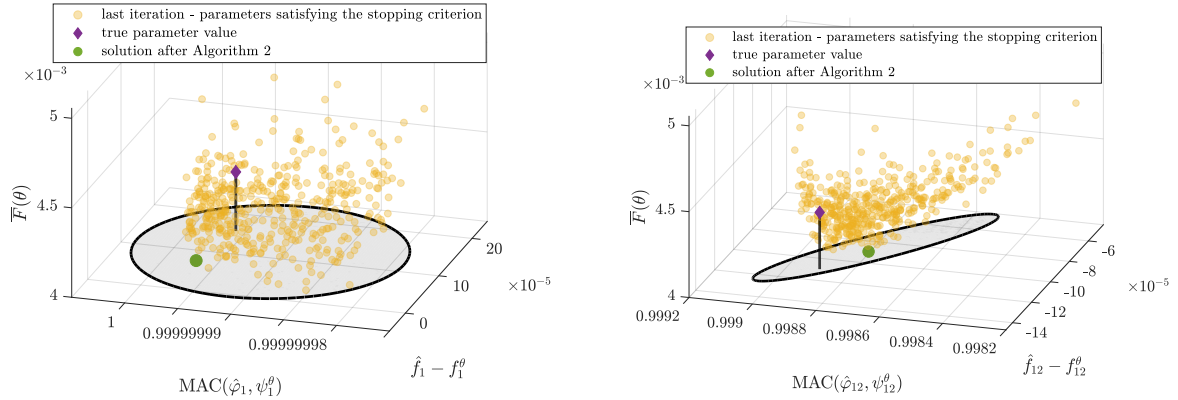 last iteration - parameters satisfying the stopping criterion
true parameter value
solution after Algorithm 2
×10⁻³
5
4.5
4
F̅(θ)
1
0.99999999
0.99999998
MAC(φ̂₁, ψ₁^θ)
0
10
20
×10⁻⁵
f̂₁ − f₁^θ
last iteration - parameters satisfying the stopping criterion
true parameter value
solution after Algorithm 2
×10⁻³
5
4.5
4
F̅(θ)
0.9992
0.999
0.9988
0.9986
0.9984
0.9982
MAC(φ̂₁₂, ψ₁₂^θ)
-14
-12
-10
-8
-6
×10⁻⁵
f̂₁₂ − f₁₂^θ